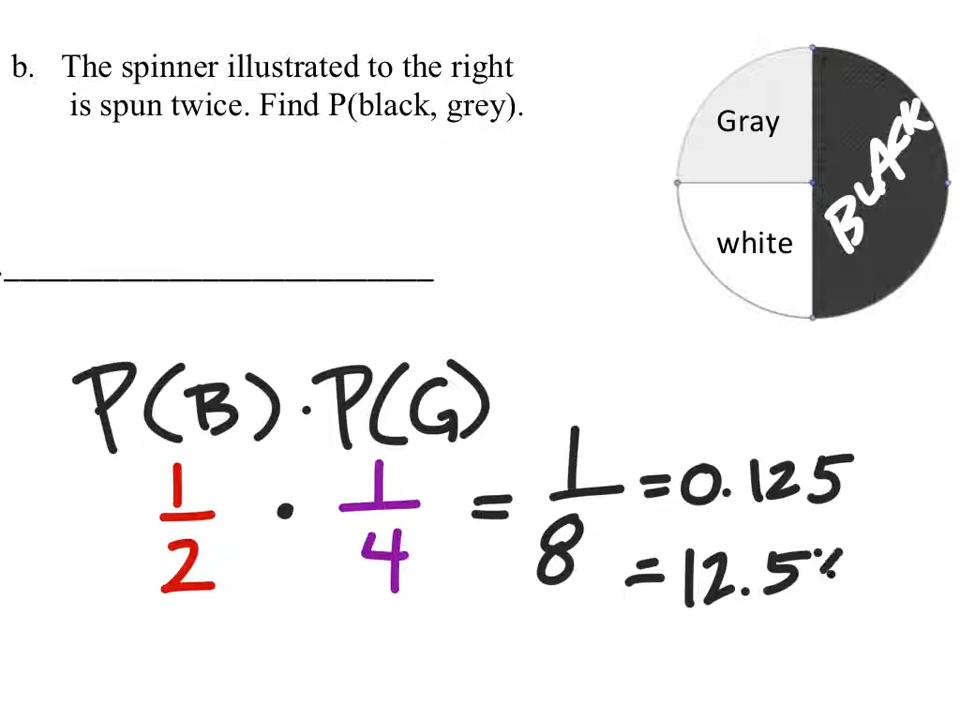 b. The spinner illustrated to the right
is spun twice. Find P(black, grey).
Gray
BLACK
white
P(B) · P(G)
1/2 · 1/4 = 1/8 = 0.125
= 12.5%